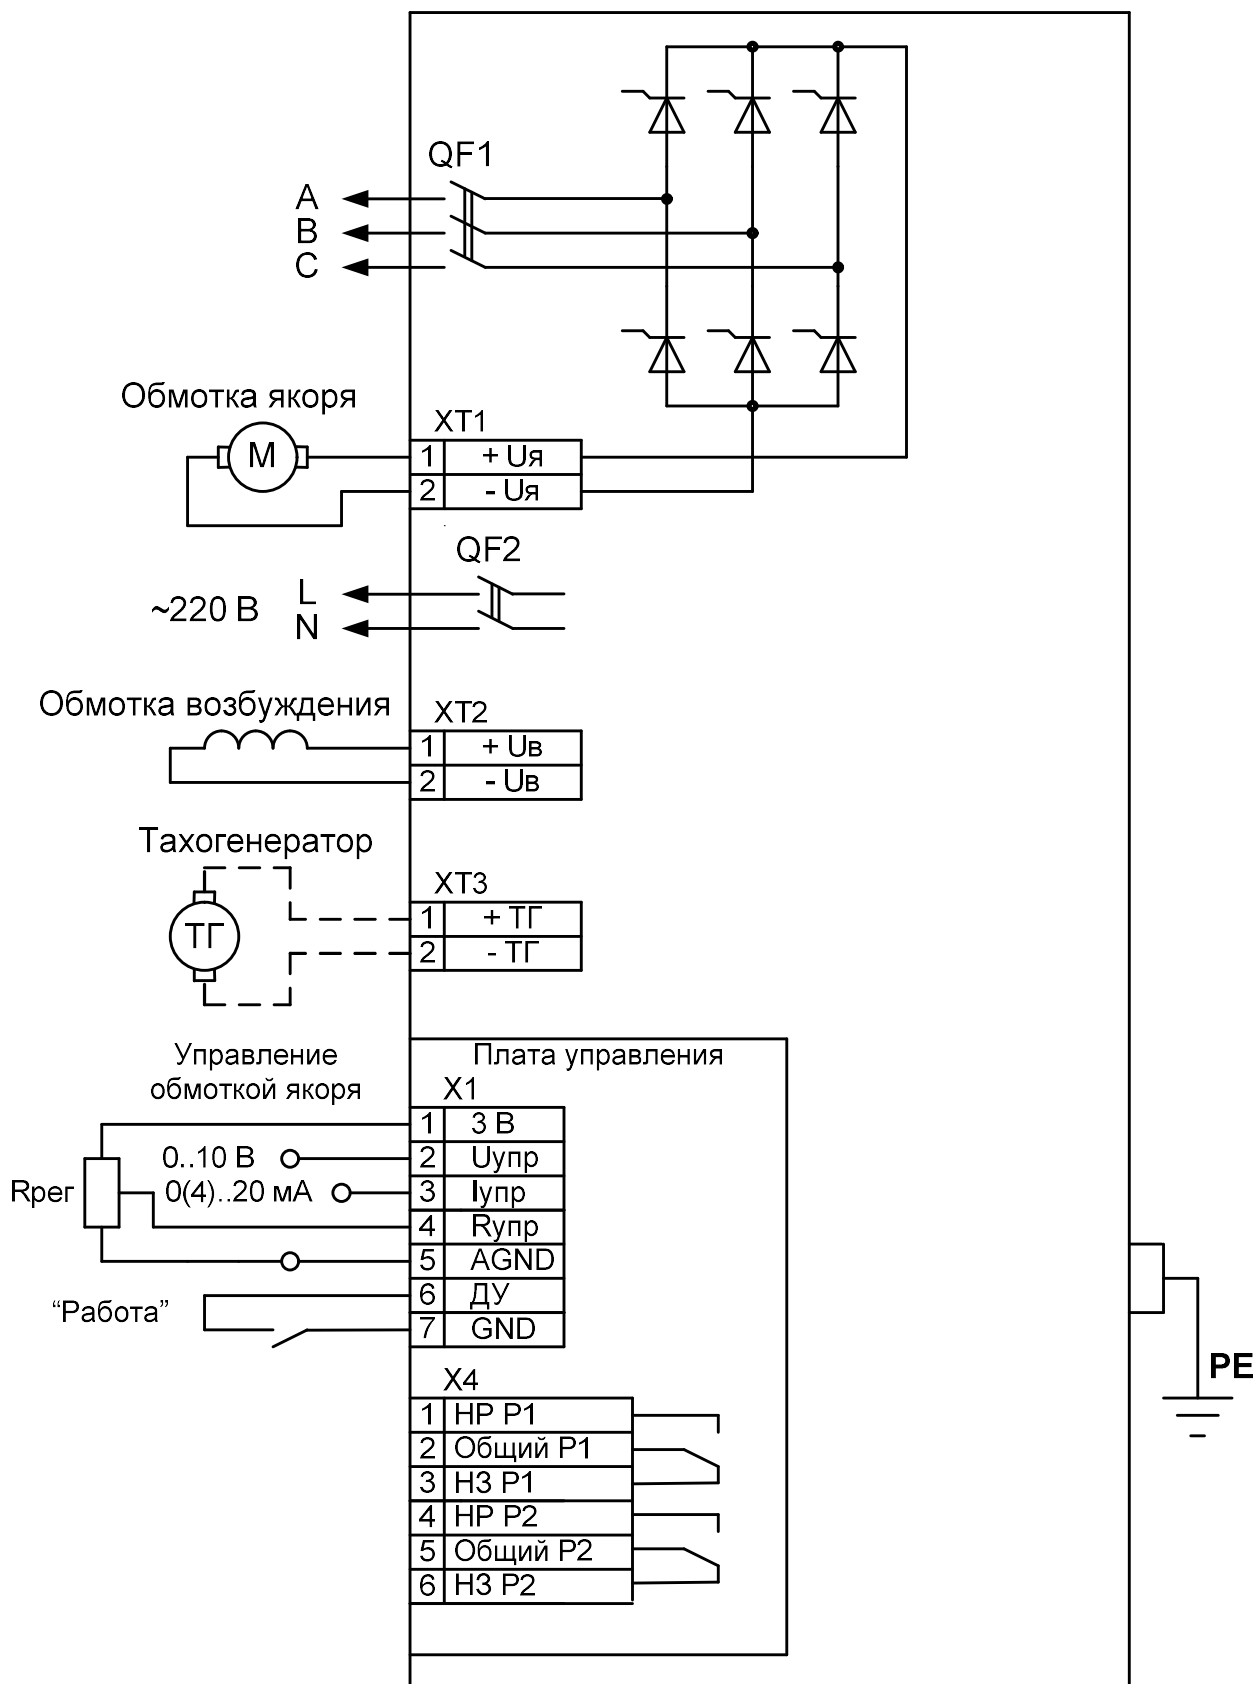 QF1
A
B
C
Обмотка якоря
XT1
M
1 + Uя
2 - Uя
QF2
~220 В
L
N
Обмотка возбуждения
XT2
1 + Uв
2 - Uв
Тахогенератор
XT3
ТГ
1 + ТГ
2 - ТГ
Управление
обмоткой якоря
Плата управления
X1
1 3 В
0..10 В 2 Uупр
Rрег 0(4)..20 мА 3 Iупр
4 Rупр
5 AGND
6 ДУ
“Работа”
7 GND
PE
X4
1 НР Р1
2 Общий Р1
3 НЗ Р1
4 НР Р2
5 Общий Р2
6 НЗ Р2